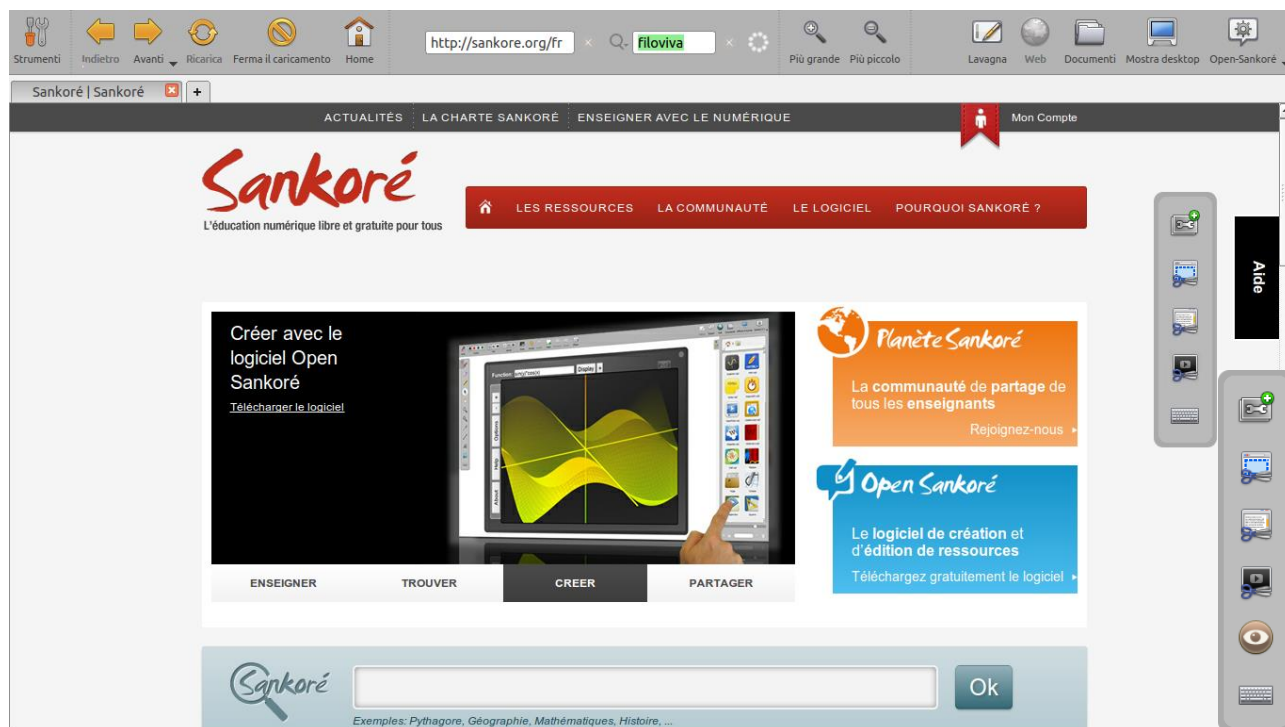 http://sankore.org/fr
filoviva
Strumenti
Indietro
Avanti
Ricarica
Ferma il caricamento
Home
Più grande
Più piccolo
Lavagna
Web
Documenti
Mostra desktop
Open-Sankoré
Sankoré | Sankoré
ACTUALITÉS
LA CHARTE SANKORÉ
ENSEIGNER AVEC LE NUMÉRIQUE
Mon Compte
Sankoré
L'éducation numérique libre et gratuite pour tous
LES RESSOURCES
LA COMMUNAUTÉ
LE LOGICIEL
POURQUOI SANKORÉ ?
Aide
Créer avec le
logiciel Open
Sankoré
Télécharger le logiciel
Function:
Display
Options
Help
About
Planète Sankoré
La communauté de partage de
tous les enseignants
Rejoignez-nous
Open Sankoré
Le logiciel de création et
d'édition de ressources
Téléchargez gratuitement le logiciel
ENSEIGNER
TROUVER
CREER
PARTAGER
Sankoré
Ok
Exemples: Pythagore, Géographie, Mathématiques, Histoire, ...